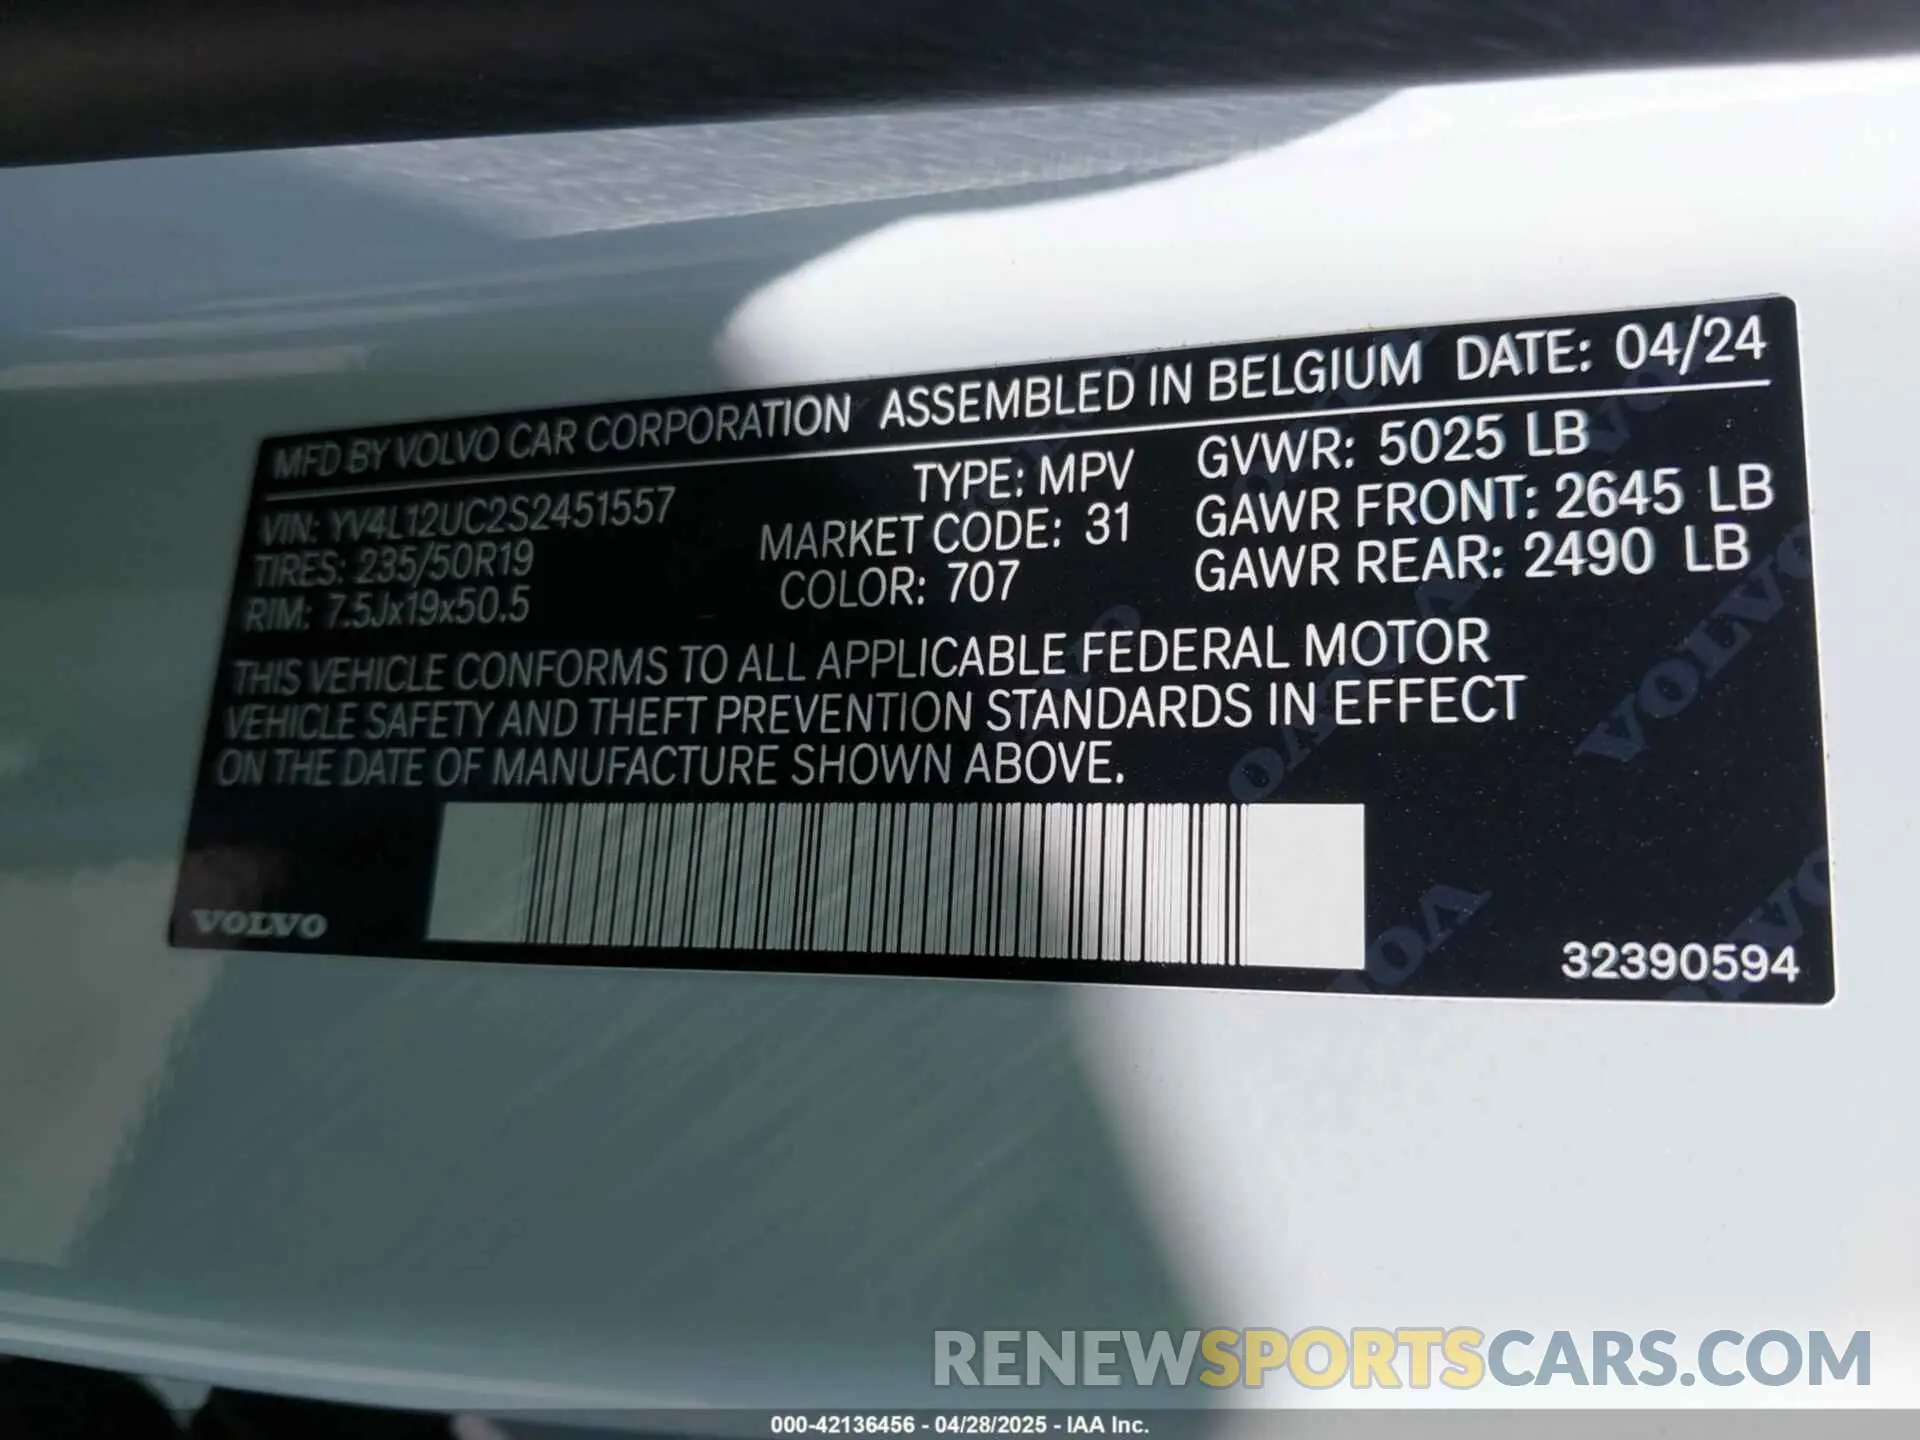 MFD BY VOLVO CAR CORPORATION ASSEMBLED IN BELGIUM DATE: 04/24
VIN: YV4L12UC2S2451557 TYPE: MPV GVWR: 5025 LB
TIRES: 235/50R19 MARKET CODE: 31 GAWR FRONT: 2645 LB
RIM: 7.5Jx19x50.5 COLOR: 707 GAWR REAR: 2490 LB
THIS VEHICLE CONFORMS TO ALL APPLICABLE FEDERAL MOTOR
VEHICLE SAFETY AND THEFT PREVENTION STANDARDS IN EFFECT
ON THE DATE OF MANUFACTURE SHOWN ABOVE.
VOLVO
32390594
RENEWSPORTSCARS.COM
000-42136456 - 04/28/2025 - IAA Inc.